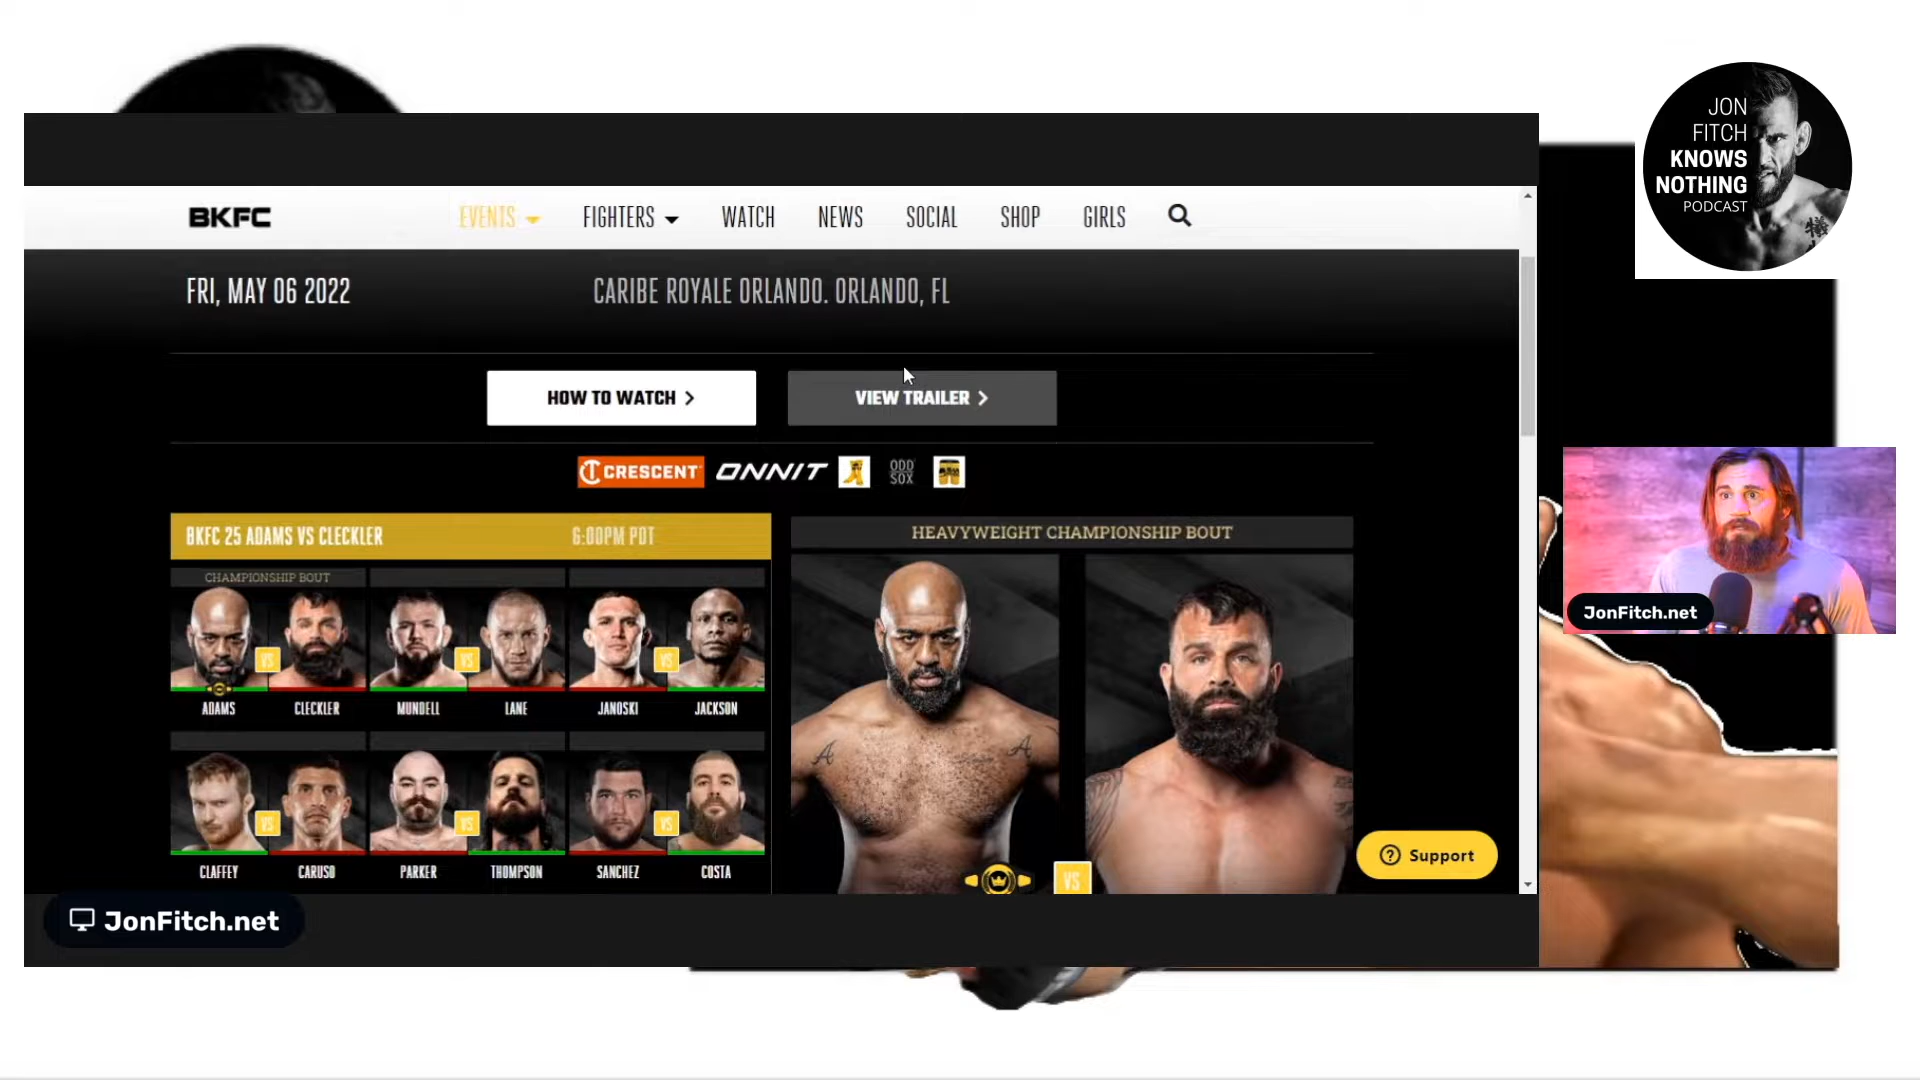 JON
FITCH
KNOWS
NOTHING
PODCAST
BKFC
EVENTS
FIGHTERS
WATCH
NEWS
SOCIAL
SHOP
GIRLS
FRI, MAY 06 2022
CARIBE ROYALE ORLANDO. ORLANDO, FL
HOW TO WATCH
VIEW TRAILER
CRESCENT
ONNIT
ODD
SOX
BKFC 25 ADAMS VS CLECKLER
6:00PM PDT
HEAVYWEIGHT CHAMPIONSHIP BOUT
CHAMPIONSHIP BOUT
VS
VS
VS
ADAMS
CLECKLER
MUNDELL
LANE
JANOSKI
JACKSON
VS
VS
VS
CLAFFEY
CARUSO
PARKER
THOMPSON
SANCHEZ
COSTA
A
A
VS
Support
JonFitch.net
JonFitch.net